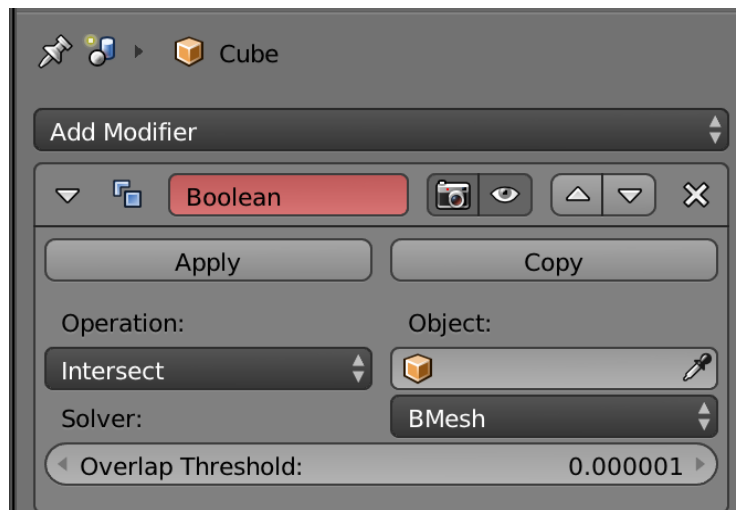 Cube
Add Modifier
Boolean
Apply Copy
Operation: Object:
Intersect
Solver: BMesh
Overlap Threshold: 0.000001